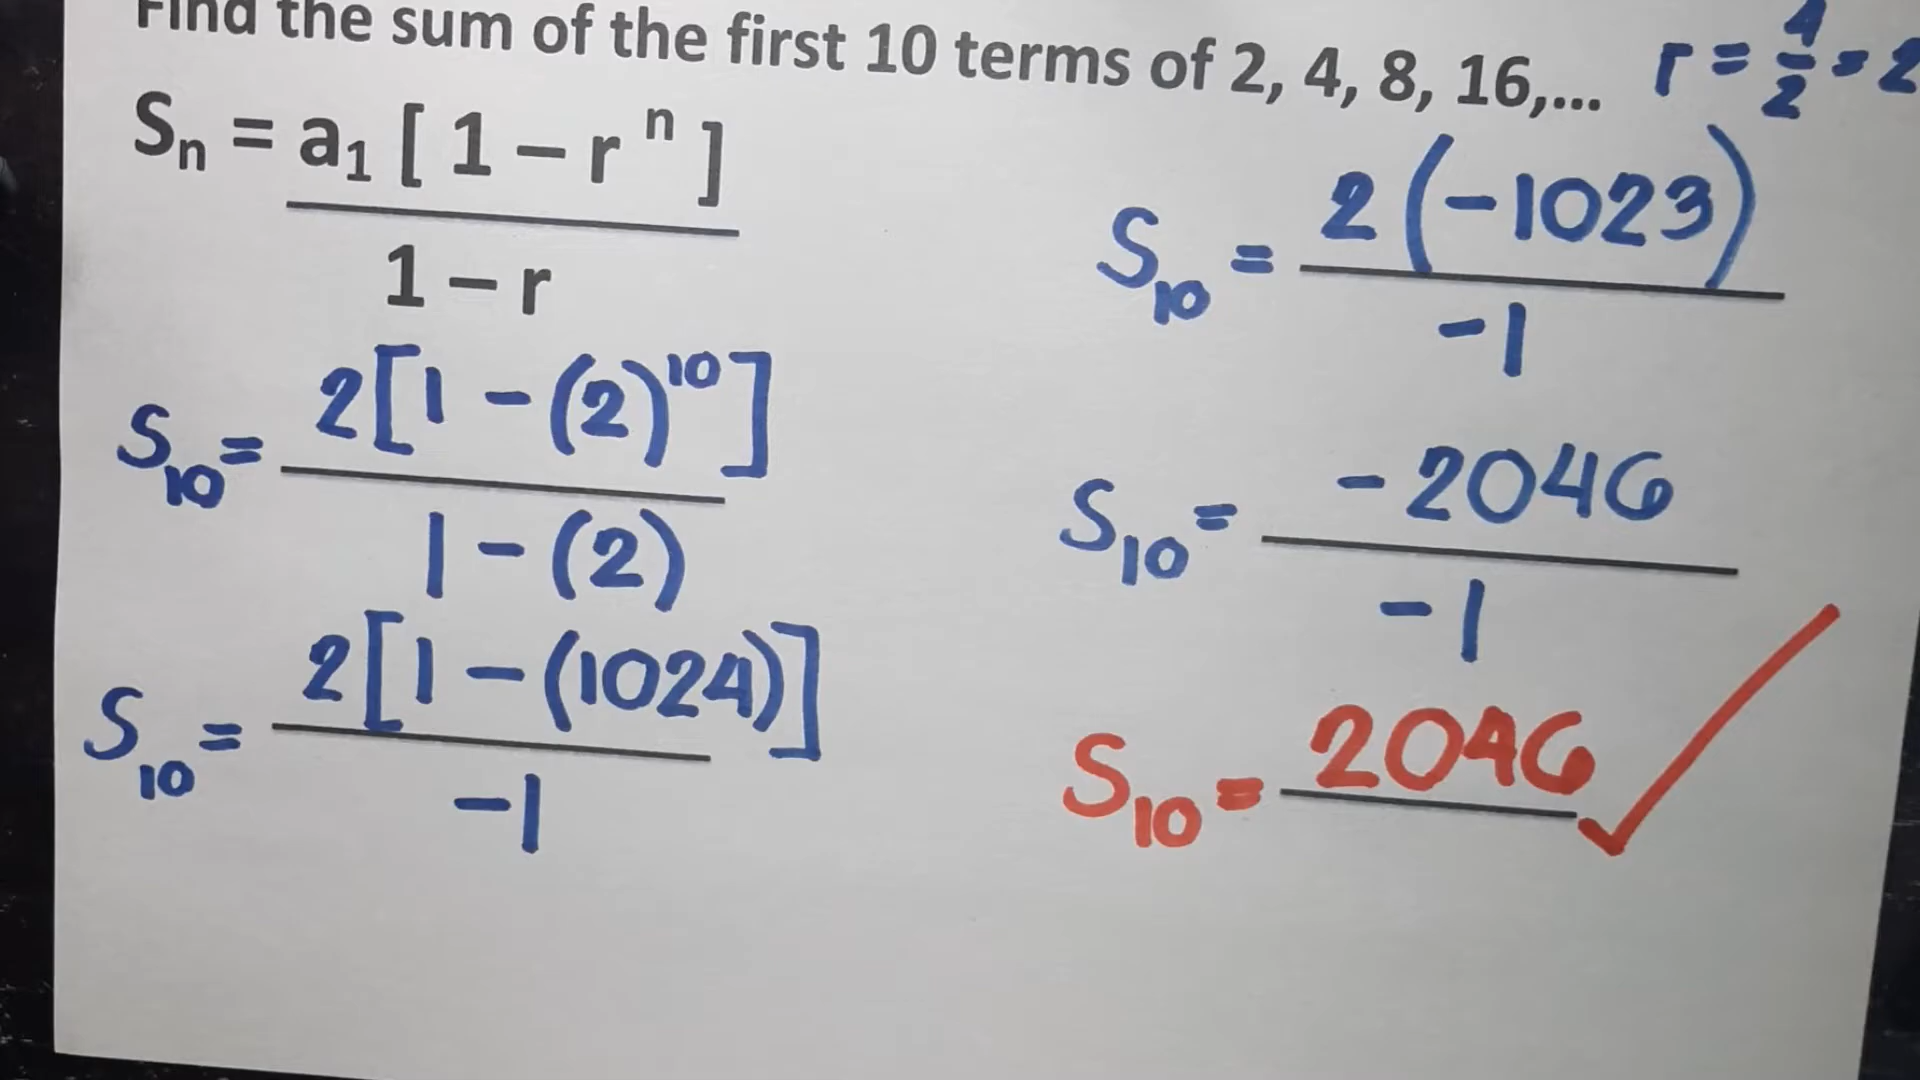 Find the sum of the first 10 terms of 2, 4, 8, 16,... r = 4/2 = 2
Sn = a1 [ 1 – r ^n ]
1 – r
S10 = 2[1 - (2)^10]
1 - (2)
S10 = 2[1 - (1024)]
-1
S10 = 2(-1023)
-1
S10 = -2046
-1
S10 = 2046 ✓